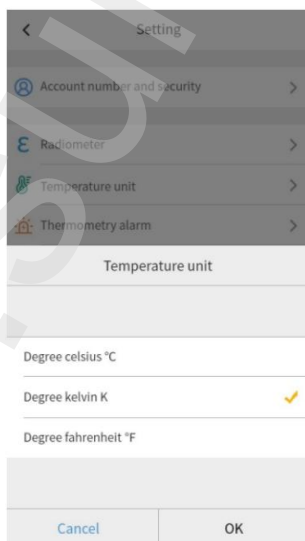 Setting
Account number and security
Radiometer
Temperature unit
Thermometry alarm
Temperature unit
Degree celsius °C
Degree kelvin K
Degree fahrenheit °F
Cancel OK